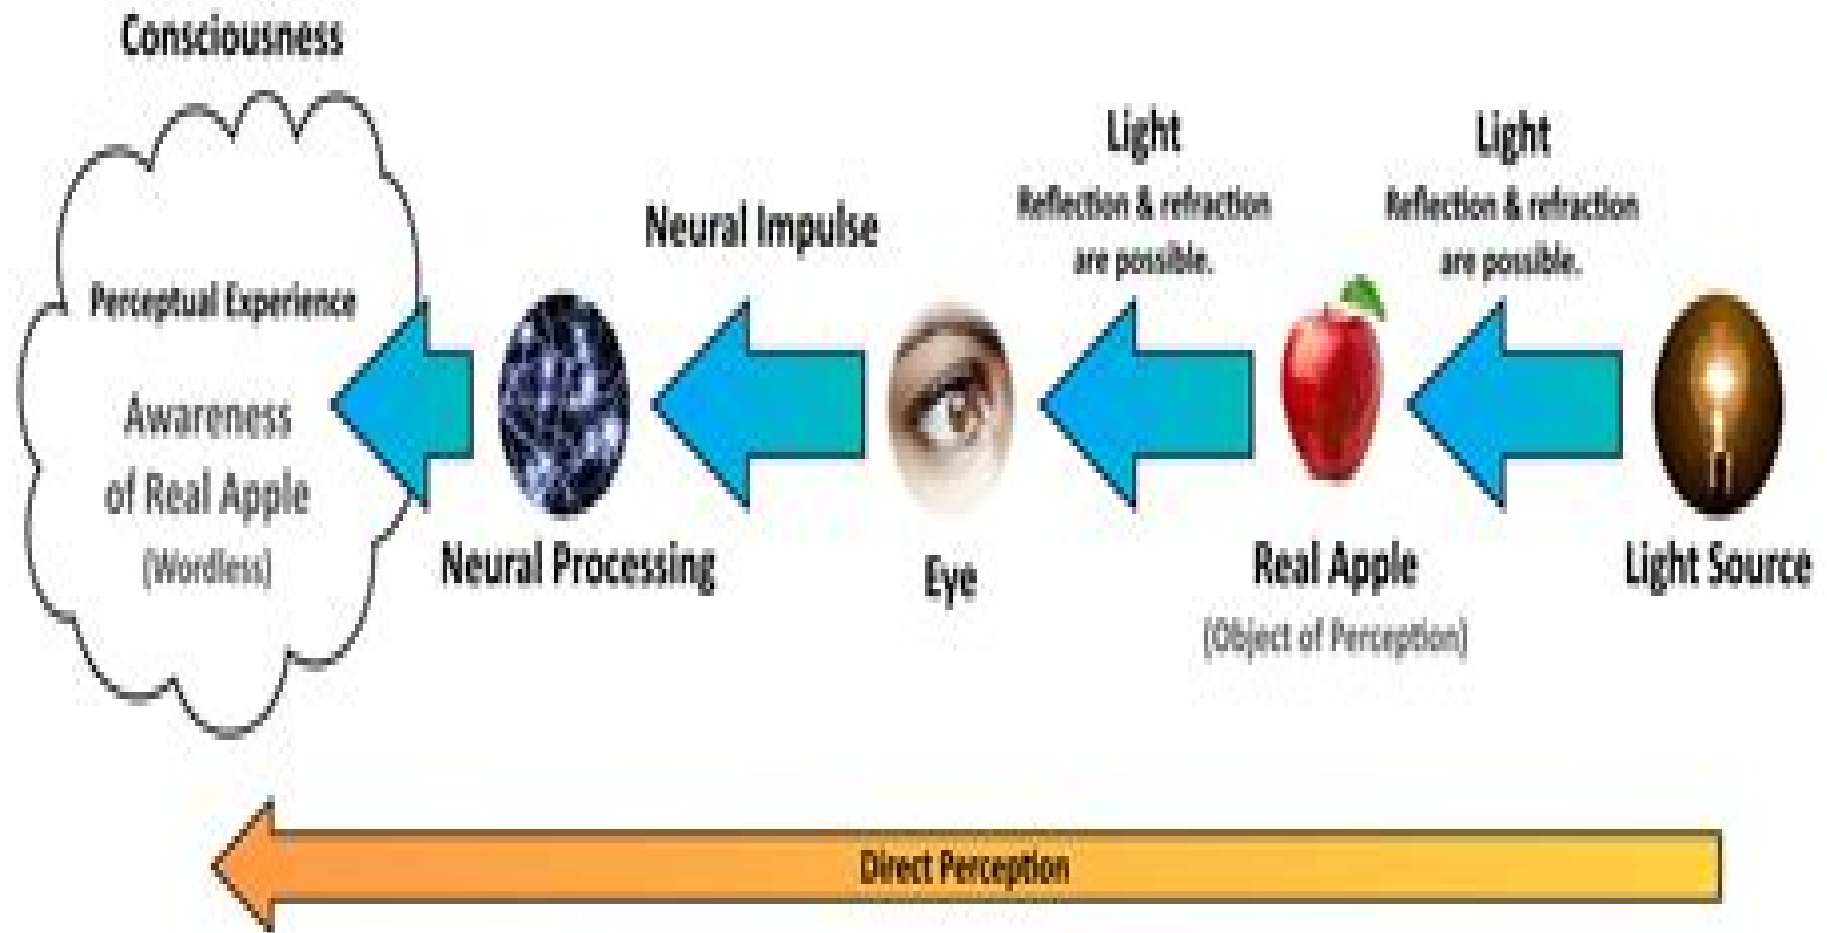 Consciousness
Light
Reflection & refraction
are possible.
Light
Reflection & refraction
are possible.
Neural Impulse
Perceptual Experience
Awareness
of Real Apple
(Wordless)
Neural Processing
Eye
Real Apple
(Object of Perception)
Light Source
Direct Perception